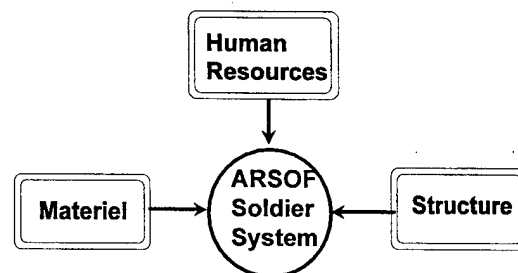 Human
Resources
ARSOF
Soldier
System
Materiel
Structure